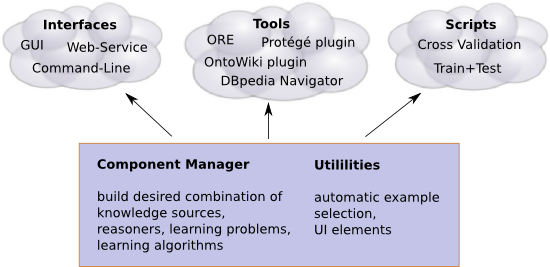 Interfaces
GUI Web-Service
Command-Line
Tools
ORE Protégé plugin
OntoWiki plugin
DBpedia Navigator
Scripts
Cross Validation
Train+Test
Component Manager
build desired combination of
knowledge sources,
reasoners, learning problems,
learning algorithms
Utililities
automatic example
selection,
UI elements